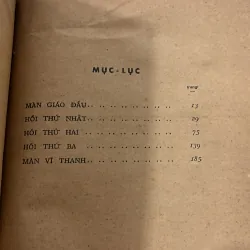 MỤC-LỤC
TRANG
MÀN GIÁO ĐẦU .. .. .. .. .. .. .. 13
HỒI THỨ NHẤT .. .. .. .. .. .. .. 29
HỒI THỨ HAI .. .. .. .. .. .. .. 75
HỒI THỨ BA .. .. .. .. .. .. .. 139
MÀN VĨ THANH .. .. .. .. .. .. .. 185